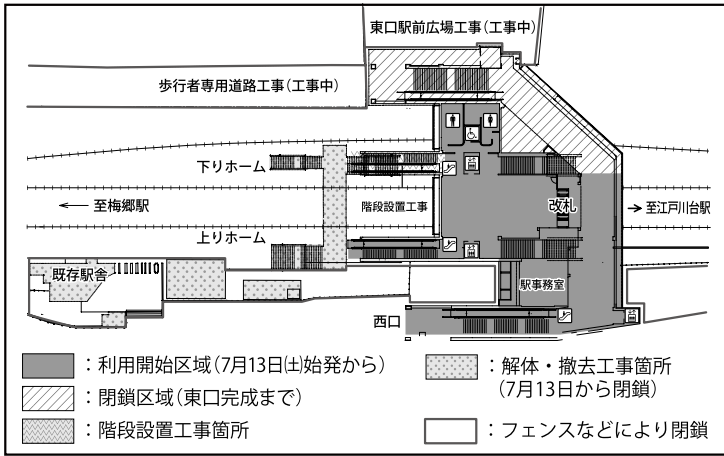 東口駅前広場工事(工事中)
歩行者専用道路工事(工事中)
下りホーム
←至梅郷駅
階段設置工事
改札
→至江戸川台駅
上りホーム
既存駅舎
駅事務室
西口
:利用開始区域(7月13日㈯始発から)
:解体・撤去工事箇所
(7月13日から閉鎖)
:閉鎖区域(東口完成まで)
:階段設置工事箇所
:フェンスなどにより閉鎖